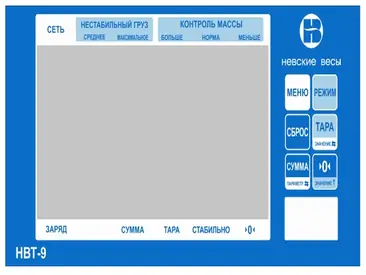 СЕТЬ
НЕСТАБИЛЬНЫЙ ГРУЗ
СРЕДНЕЕ МАКСИМАЛЬНОЕ
КОНТРОЛЬ МАССЫ
БОЛЬШЕ НОРМА МЕНЬШЕ
невские весы
МЕНЮ РЕЖИМ
СБРОС ТАРА
ЗНАЧЕНИЕ
СУММА >0<
ПАРАМЕТР ЗНАЧЕНИЕ
ЗАРЯД СУММА ТАРА СТАБИЛЬНО >0<
НВТ-9